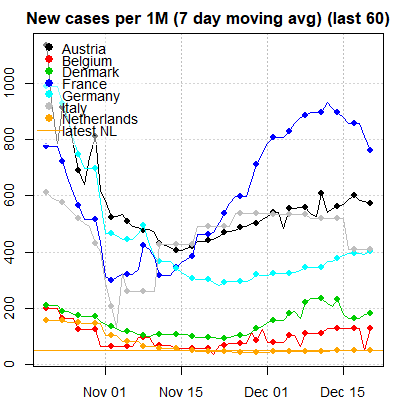 New cases per 1M (7 day moving avg) (last 60)
Austria
Belgium
Denmark
France
Germany
Italy
Netherlands
latest NL
1000
800
600
400
200
0
Nov 01 Nov 15 Dec 01 Dec 15